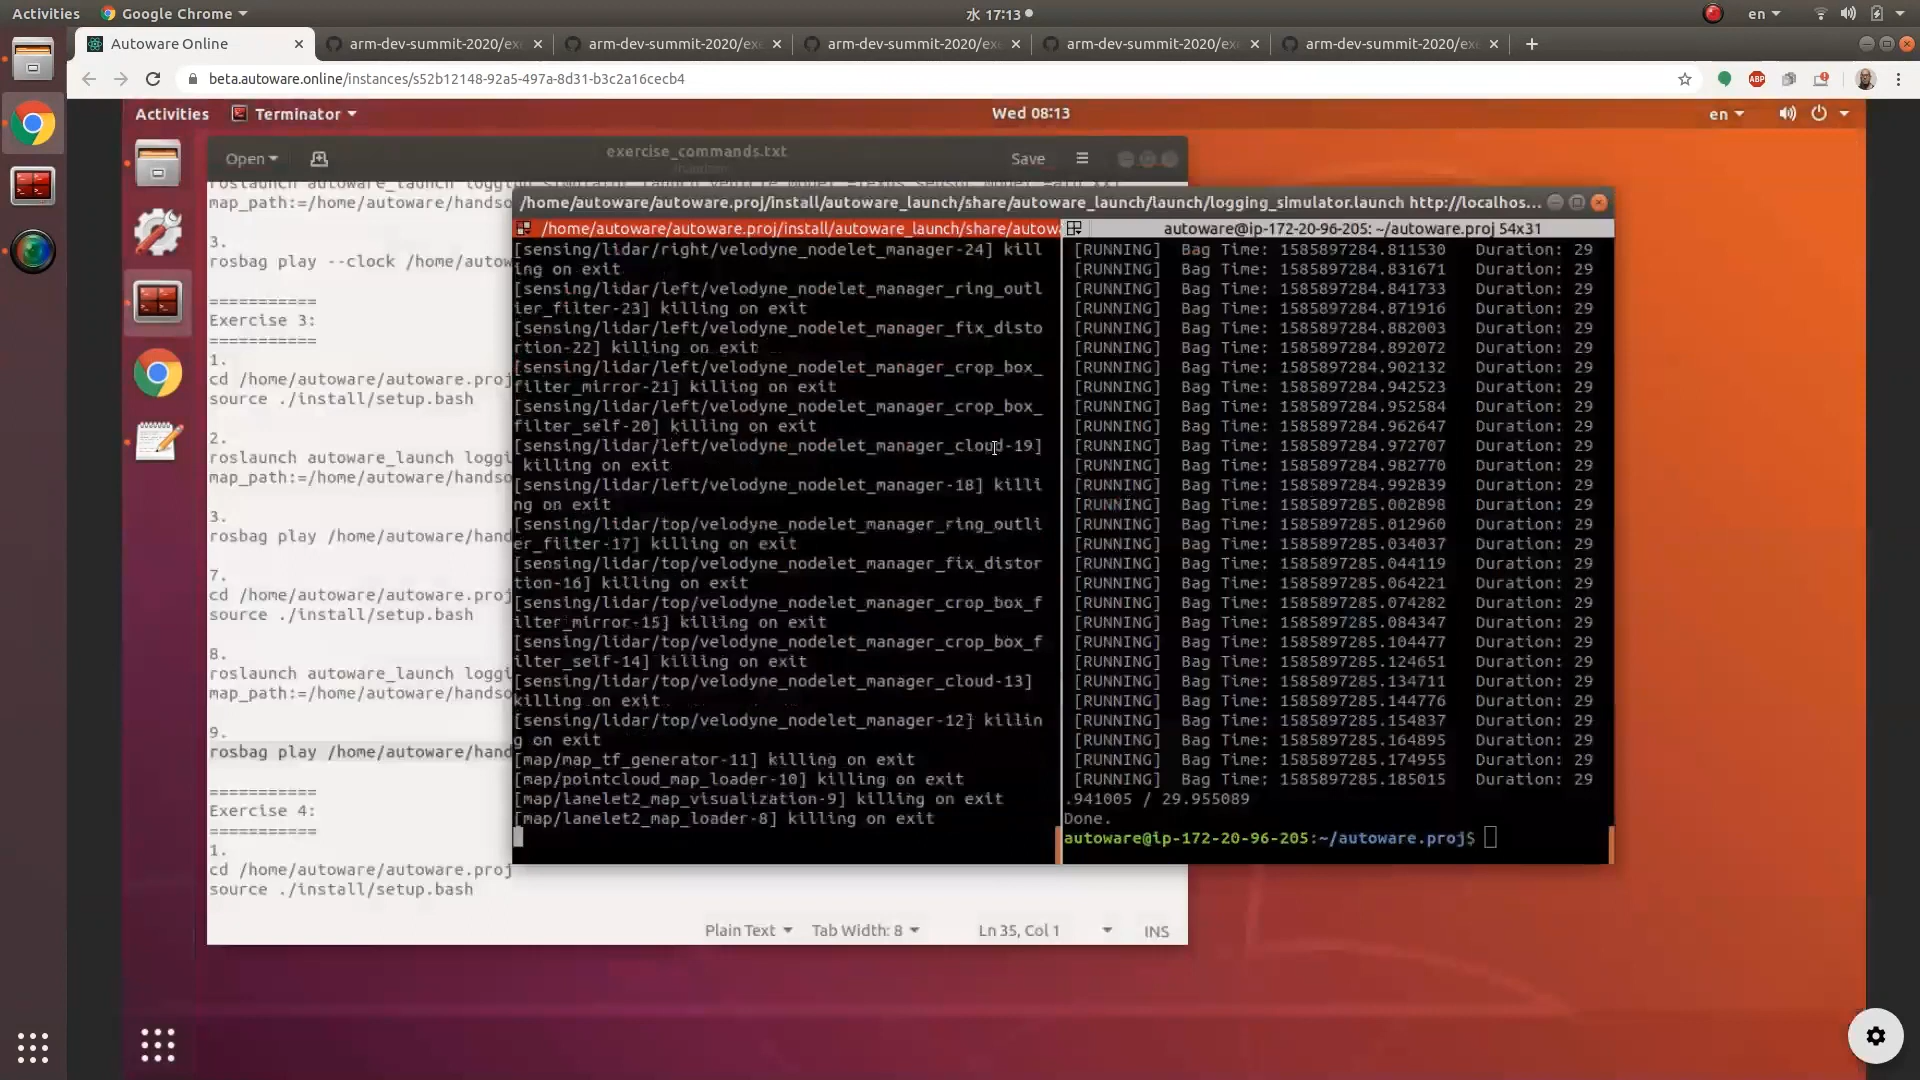 Activities
Google Chrome
水 17:13
en
Autoware Online
arm-dev-summit-2020/exe
arm-dev-summit-2020/exe
arm-dev-summit-2020/exe
arm-dev-summit-2020/exe
arm-dev-summit-2020/exe
beta.autoware.online/instances/s52b12148-92a5-497a-8d31-b3c2a16cecb4
ABP
Activities
Terminator
Wed 08:13
en
Open
exercise_commands.txt
Save
map_path:=/home/autoware/handso
3.
rosbag play --clock /home/autow
===========
Exercise 3:
===========
1.
cd /home/autoware/autoware.proj
source ./install/setup.bash
2.
roslaunch autoware_launch loggi
map_path:=/home/autoware/handso
3.
rosbag play /home/autoware/hand
7.
cd /home/autoware/autoware.proj
source ./install/setup.bash
8.
roslaunch autoware_launch loggi
map_path:=/home/autoware/handso
9.
rosbag play /home/autoware/hand
===========
Exercise 4:
===========
1.
cd /home/autoware/autoware.proj
source ./install/setup.bash
Plain Text
Tab Width: 8
Ln 35, Col 1
INS
/home/autoware/autoware.proj/install/autoware_launch/share/autoware_launch/launch/logging_simulator.launch http://localhos...
/home/autoware/autoware.proj/install/autoware_launch/share/autowa
[sensing/lidar/right/velodyne_nodelet_manager-24] kill
ing on exit
[sensing/lidar/left/velodyne_nodelet_manager_ring_outl
ier_filter-23] killing on exit
[sensing/lidar/left/velodyne_nodelet_manager_fix_disto
rtion-22] killing on exit
[sensing/lidar/left/velodyne_nodelet_manager_crop_box_
filter_mirror-21] killing on exit
[sensing/lidar/left/velodyne_nodelet_manager_crop_box_
filter_self-20] killing on exit
[sensing/lidar/left/velodyne_nodelet_manager_cloud-19]
killing on exit
[sensing/lidar/left/velodyne_nodelet_manager-18] killi
ng on exit
[sensing/lidar/top/velodyne_nodelet_manager_ring_outli
er_filter-17] killing on exit
[sensing/lidar/top/velodyne_nodelet_manager_fix_distor
tion-16] killing on exit
[sensing/lidar/top/velodyne_nodelet_manager_crop_box_f
ilter_mirror-15] killing on exit
[sensing/lidar/top/velodyne_nodelet_manager_crop_box_f
ilter_self-14] killing on exit
[sensing/lidar/top/velodyne_nodelet_manager_cloud-13]
killing on exit
[sensing/lidar/top/velodyne_nodelet_manager-12] killin
g on exit
[map/map_tf_generator-11] killing on exit
[map/pointcloud_map_loader-10] killing on exit
[map/lanelet2_map_visualization-9] killing on exit
[map/lanelet2_map_loader-8] killing on exit
autoware@ip-172-20-96-205: ~/autoware.proj 54x31
[RUNNING] Bag Time: 1585897284.811530 Duration: 29
[RUNNING] Bag Time: 1585897284.831671 Duration: 29
[RUNNING] Bag Time: 1585897284.841733 Duration: 29
[RUNNING] Bag Time: 1585897284.871916 Duration: 29
[RUNNING] Bag Time: 1585897284.882003 Duration: 29
[RUNNING] Bag Time: 1585897284.892072 Duration: 29
[RUNNING] Bag Time: 1585897284.902132 Duration: 29
[RUNNING] Bag Time: 1585897284.942523 Duration: 29
[RUNNING] Bag Time: 1585897284.952584 Duration: 29
[RUNNING] Bag Time: 1585897284.962647 Duration: 29
[RUNNING] Bag Time: 1585897284.972707 Duration: 29
[RUNNING] Bag Time: 1585897284.982770 Duration: 29
[RUNNING] Bag Time: 1585897284.992839 Duration: 29
[RUNNING] Bag Time: 1585897285.002898 Duration: 29
[RUNNING] Bag Time: 1585897285.012960 Duration: 29
[RUNNING] Bag Time: 1585897285.034037 Duration: 29
[RUNNING] Bag Time: 1585897285.044119 Duration: 29
[RUNNING] Bag Time: 1585897285.064221 Duration: 29
[RUNNING] Bag Time: 1585897285.074282 Duration: 29
[RUNNING] Bag Time: 1585897285.084347 Duration: 29
[RUNNING] Bag Time: 1585897285.104477 Duration: 29
[RUNNING] Bag Time: 1585897285.124651 Duration: 29
[RUNNING] Bag Time: 1585897285.134711 Duration: 29
[RUNNING] Bag Time: 1585897285.144776 Duration: 29
[RUNNING] Bag Time: 1585897285.154837 Duration: 29
[RUNNING] Bag Time: 1585897285.164895 Duration: 29
[RUNNING] Bag Time: 1585897285.174955 Duration: 29
[RUNNING] Bag Time: 1585897285.185015 Duration: 29
.941005 / 29.955089
Done.
autoware@ip-172-20-96-205:~/autoware.proj$